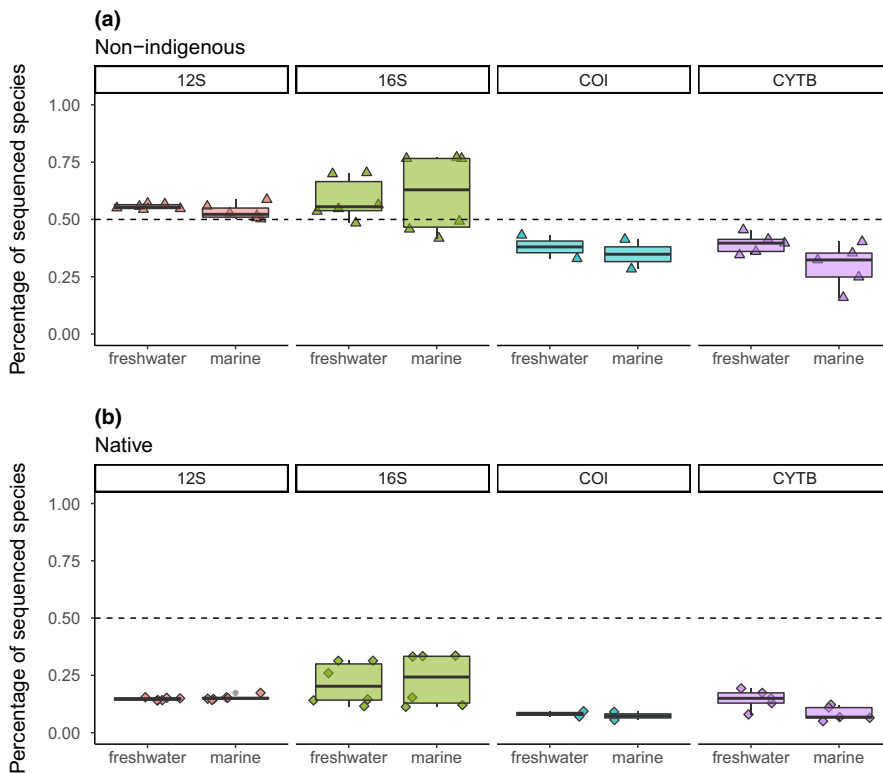 (a)
Non−indigenous
12S 16S COI CYTB
Percentage of sequenced species
1.00
0.75
0.50
0.25
0.00
freshwater marine freshwater marine freshwater marine freshwater marine
(b)
Native
12S 16S COI CYTB
Percentage of sequenced species
1.00
0.75
0.50
0.25
0.00
freshwater marine freshwater marine freshwater marine freshwater marine